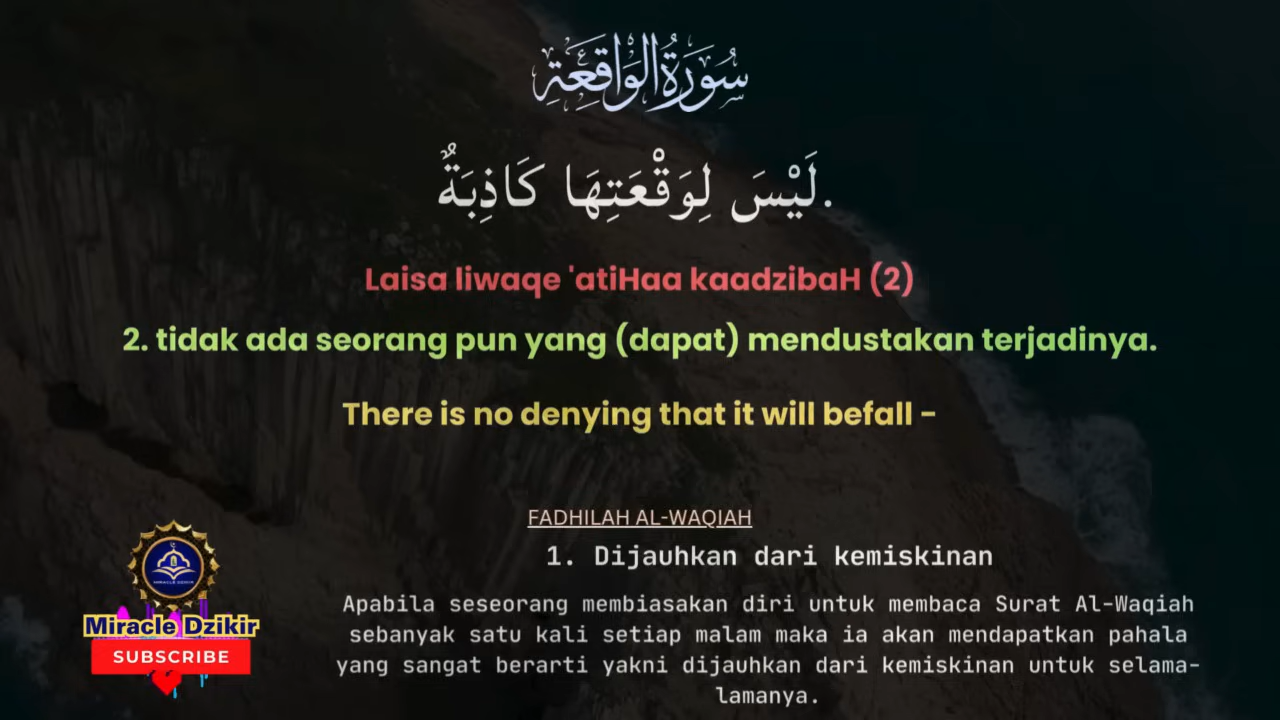 سُورَةُ الوَاقِعَةِ
لَيْسَ لِوَقْعَتِهَا كَاذِبَةٌ.
Laisa liwaqe 'atiHaa kaadzibaH (2)
2. tidak ada seorang pun yang (dapat) mendustakan terjadinya.
There is no denying that it will befall -
FADHILAH AL-WAQIAH
1. Dijauhkan dari kemiskinan
Apabila seseorang membiasakan diri untuk membaca Surat Al-Waqiah
sebanyak satu kali setiap malam maka ia akan mendapatkan pahala
yang sangat berarti yakni dijauhkan dari kemiskinan untuk selama-
lamanya.
MIRACLE DZIKIR
Miracle Dzikir
SUBSCRIBE